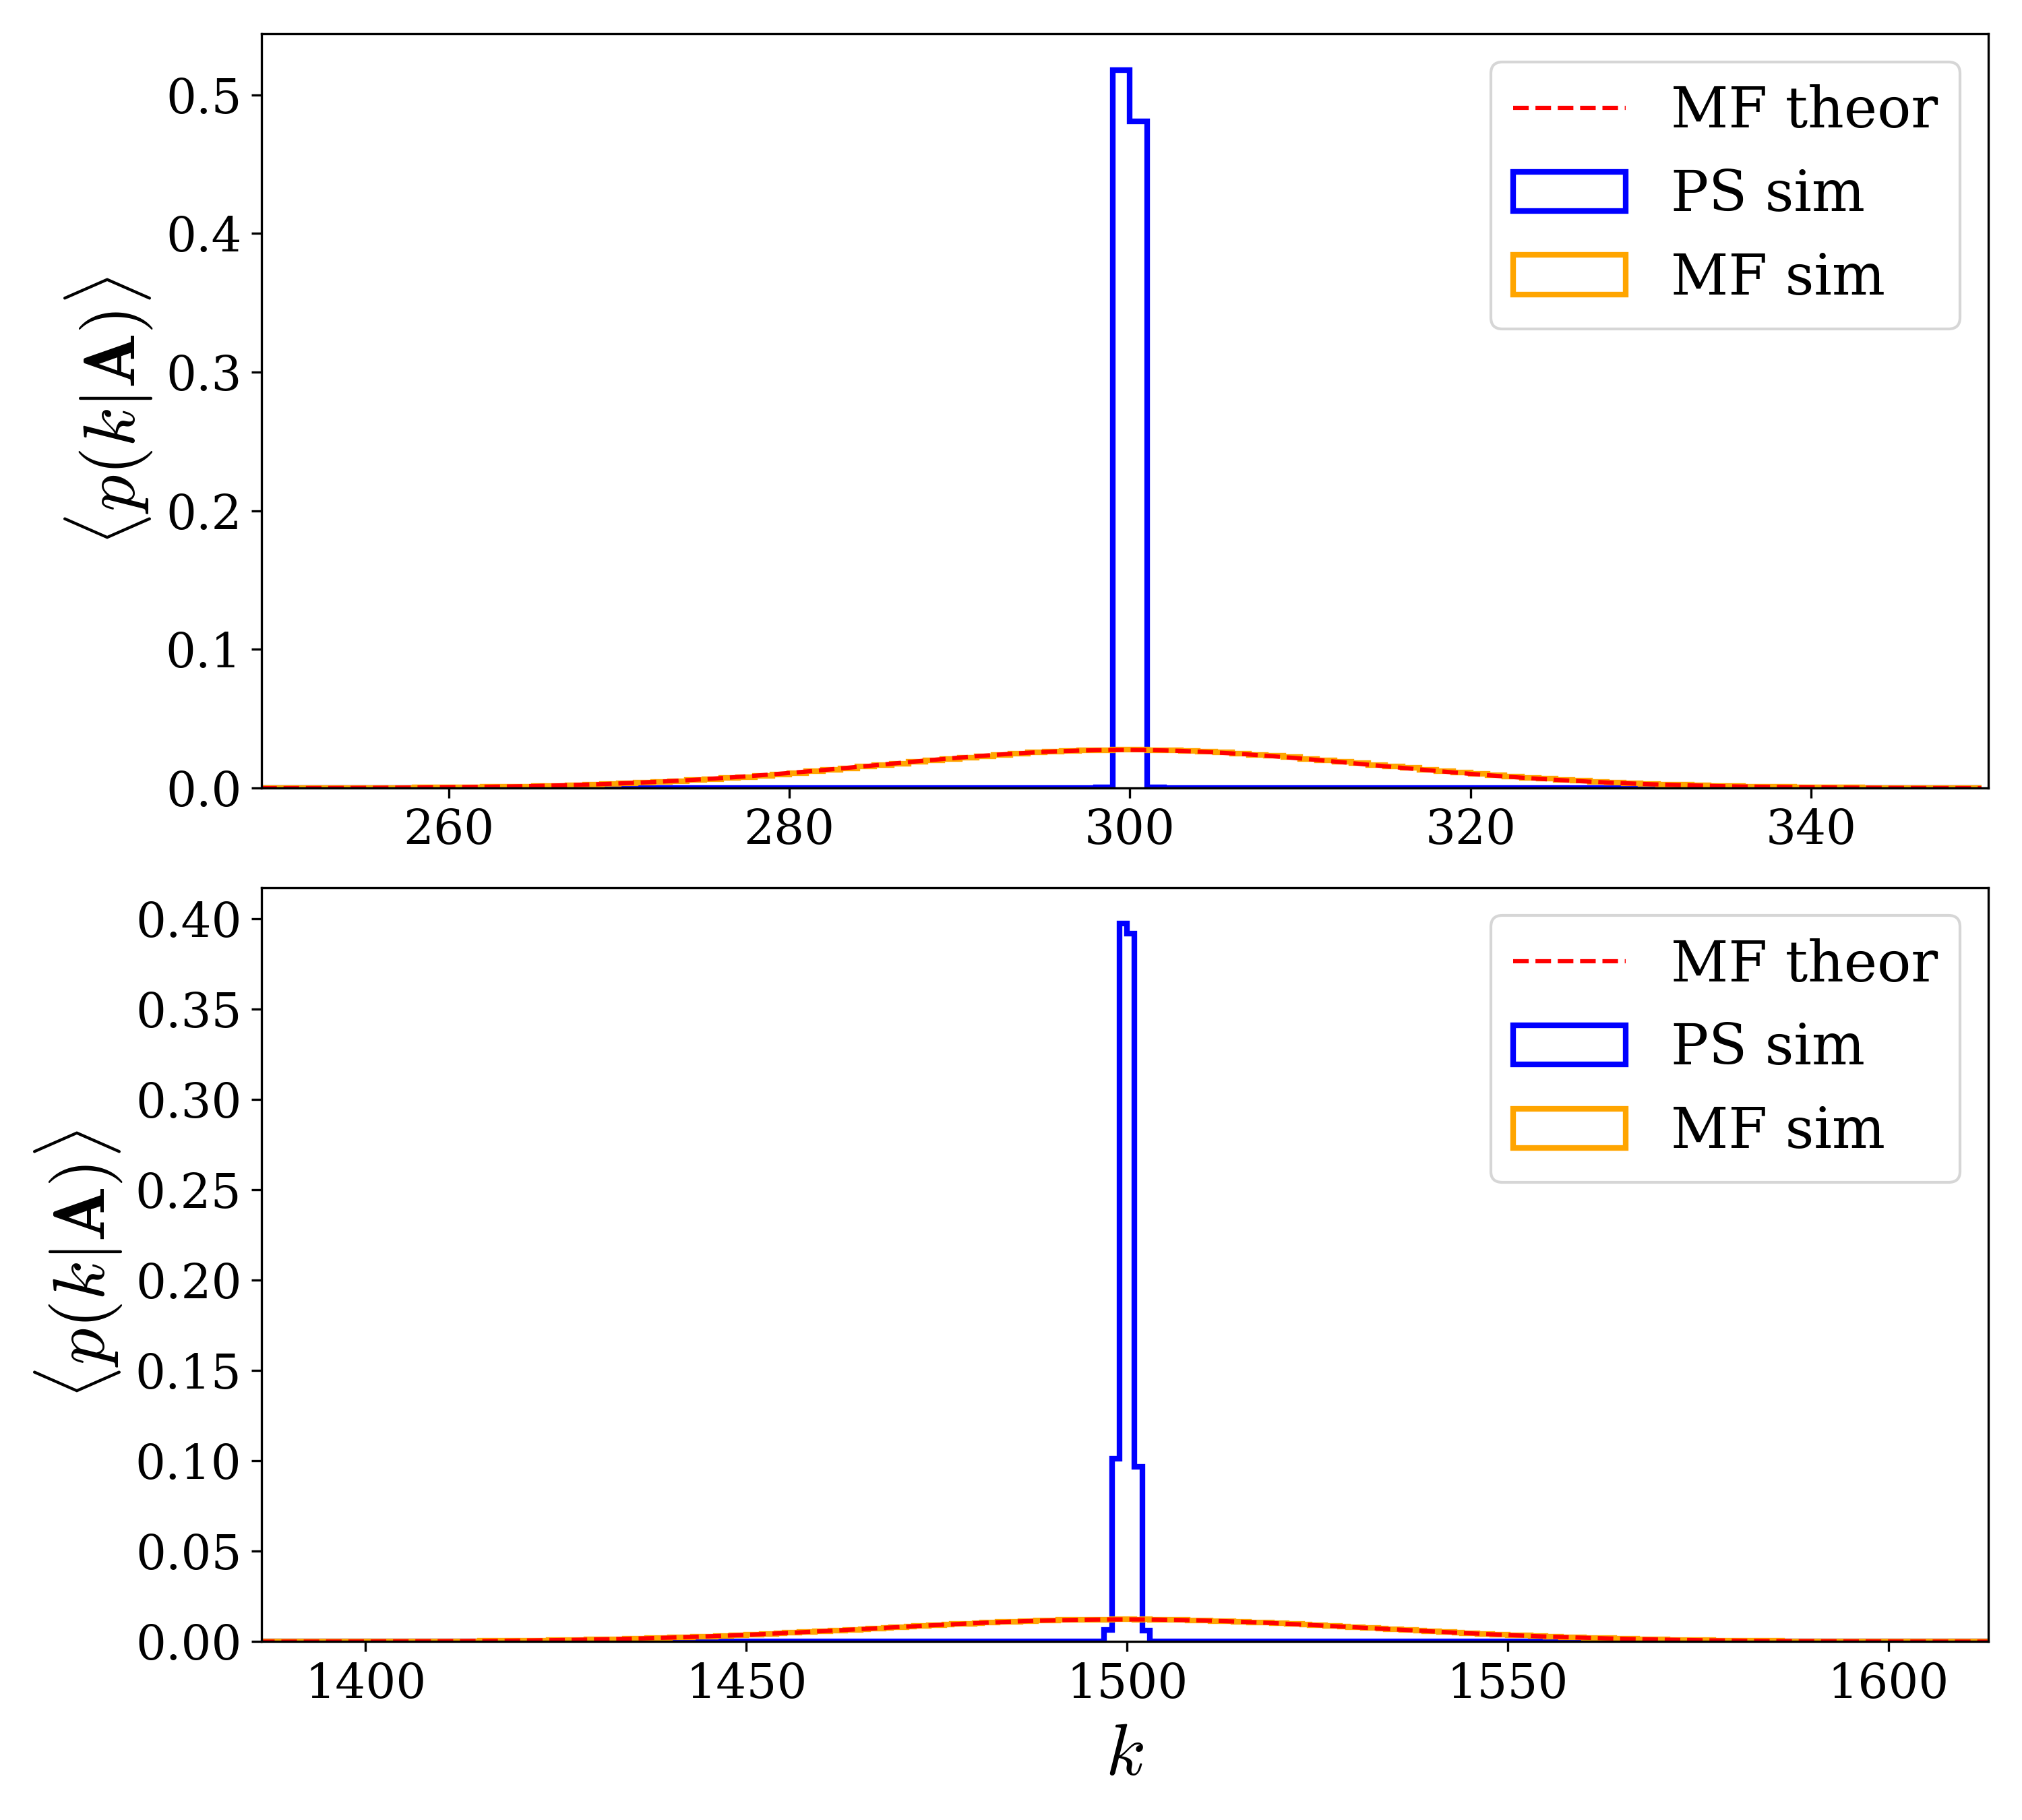 ⟨p(k|A)⟩
0.5
0.4
0.3
0.2
0.1
0.0
260 280 300 320 340
MF theor
PS sim
MF sim
⟨p(k|A)⟩
0.40
0.35
0.30
0.25
0.20
0.15
0.10
0.05
0.00
1400 1450 1500 1550 1600
k
MF theor
PS sim
MF sim